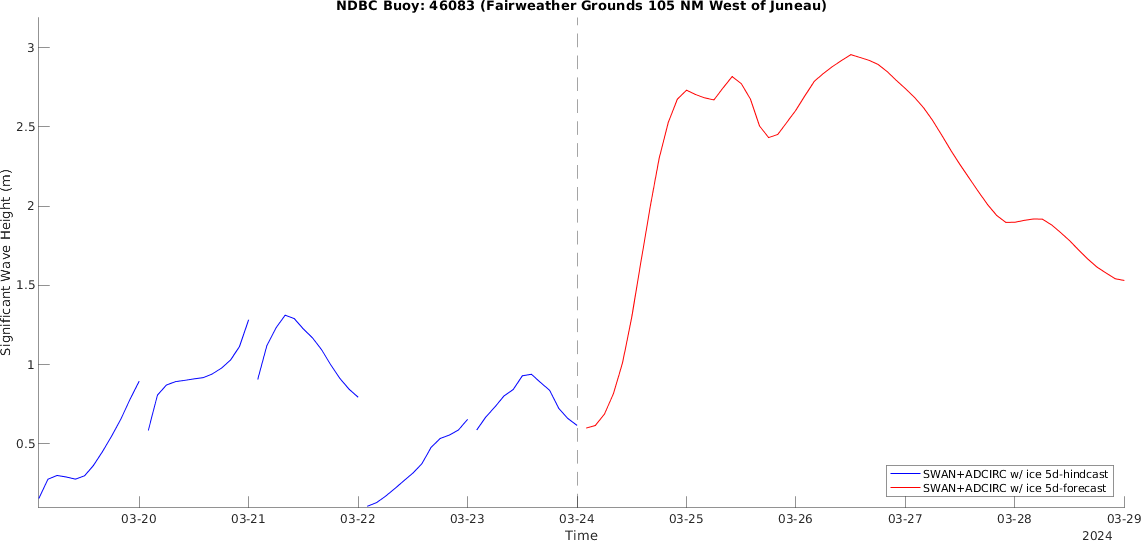 NDBC Buoy: 46083 (Fairweather Grounds 105 NM West of Juneau)
3
2.5
2
1.5
1
0.5
Significant Wave Height (m)
SWAN+ADCIRC w/ ice 5d-hindcast
SWAN+ADCIRC w/ ice 5d-forecast
03-20 03-21 03-22 03-23 03-24 03-25 03-26 03-27 03-28 03-29
Time 2024